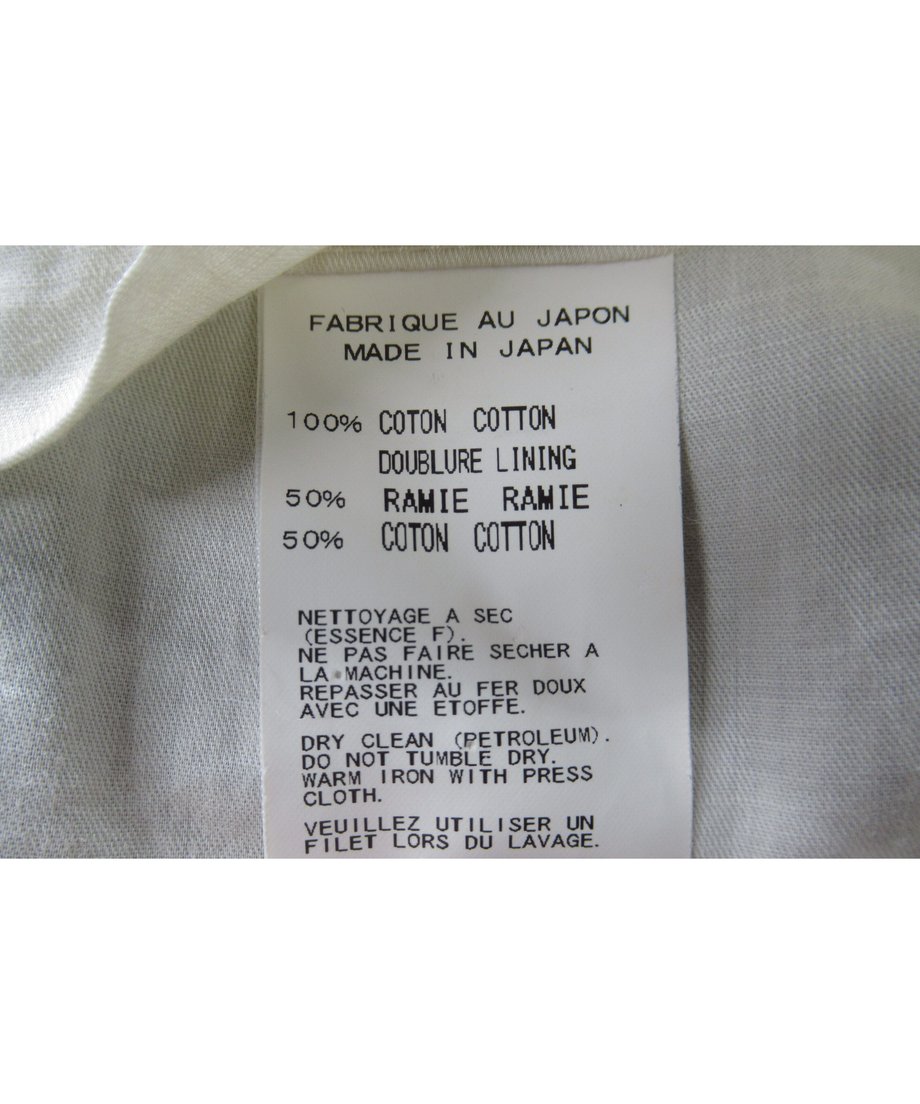 FABRIQUE AU JAPON
MADE IN JAPAN
100% COTON COTTON
DOUBLURE LINING
50% RAMIE RAMIE
50% COTON COTTON
NETTOYAGE A SEC
(ESSENCE F).
NE PAS FAIRE SECHER A
LA MACHINE.
REPASSER AU FER DOUX
AVEC UNE ETOFFE.
DRY CLEAN (PETROLEUM).
DO NOT TUMBLE DRY.
WARM IRON WITH PRESS
CLOTH.
VEUILLEZ UTILISER UN
FILET LORS DU LAVAGE.